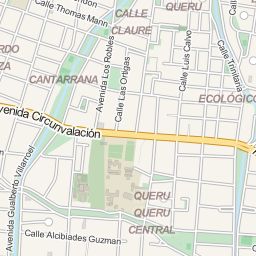 CALLE
CLAURE
QUERU
Calle Thomas Mann
Avenida Los Robles
Calle Las Ortigas
Calle Luis Calvo
Calle Trinitaria
CANTARRANA
ECOLÓGICO
Avenida Circunvalación
Avenida Gualberto Villarroel
QUERU
QUERU
CENTRAL
Calle Alcibiades Guzman